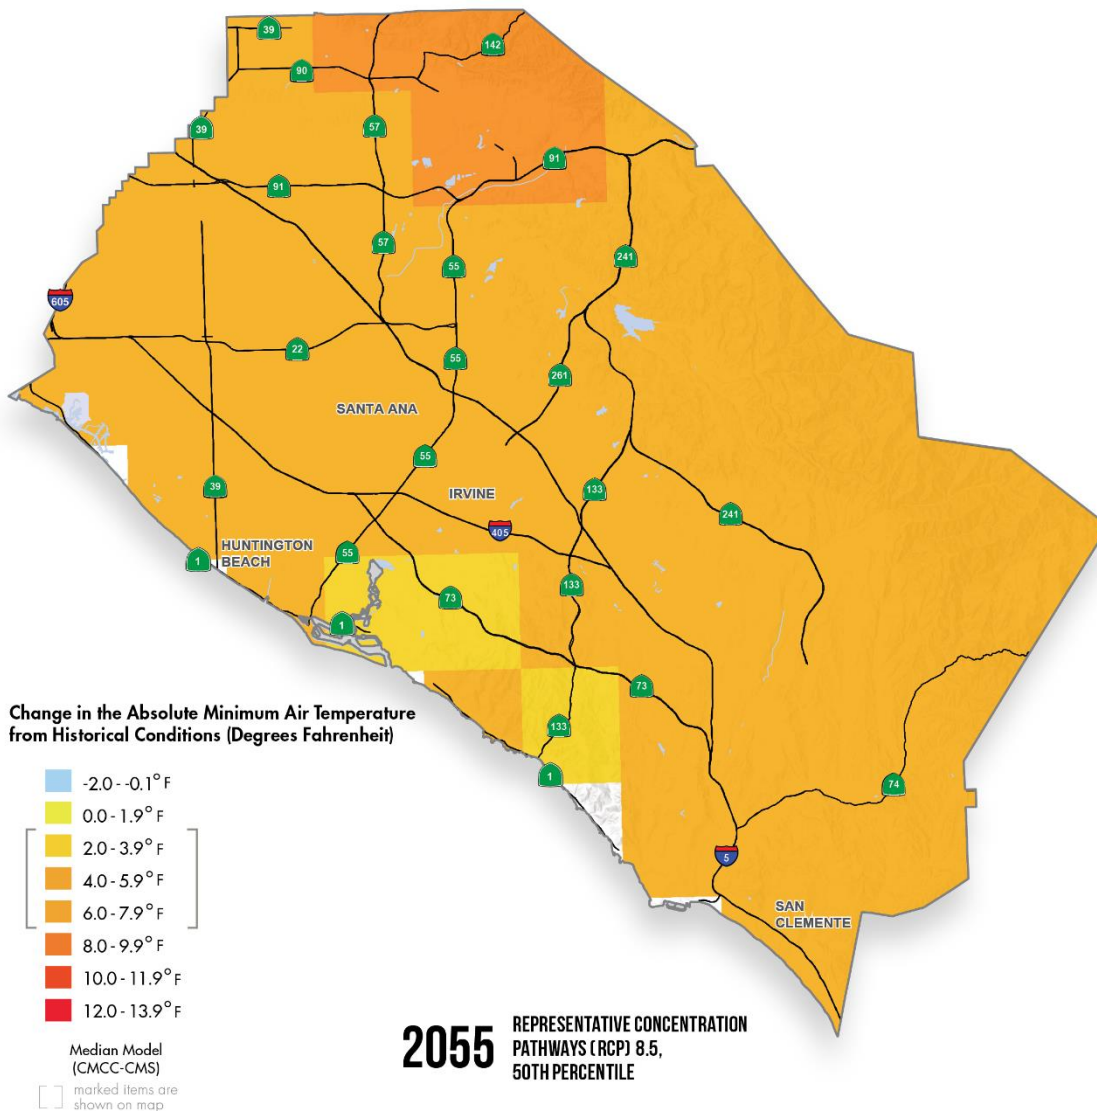 39
142
90
39
57
91
91
57
241
55
605
22
55
261
SANTA ANA
55
39
IRVINE
133
405
241
HUNTINGTON
BEACH
1
55
133
73
1
73
133
1
74
5
SAN
CLEMENTE
Change in the Absolute Minimum Air Temperature
from Historical Conditions (Degrees Fahrenheit)
-2.0 - -0.1° F
0.0 - 1.9° F
2.0 - 3.9° F
4.0 - 5.9° F
6.0 - 7.9° F
8.0 - 9.9° F
10.0 - 11.9° F
12.0 - 13.9° F
Median Model
(CMCC-CMS)
marked items are
shown on map
2055
REPRESENTATIVE CONCENTRATION
PATHWAYS (RCP) 8.5,
50TH PERCENTILE